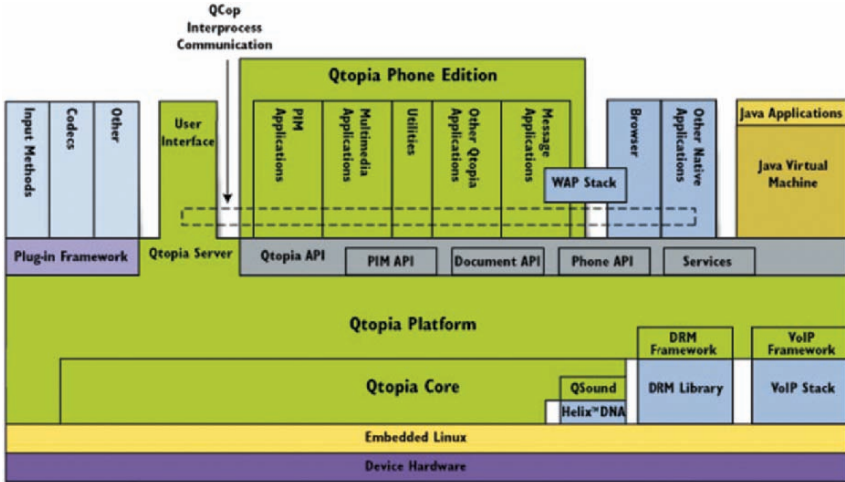 QCop
Interprocess
Communication
Qtopia Phone Edition
Input Methods
Codecs
Other
User
Interface
PIM
Applications
Multimedia
Applications
Utilities
Other Qtopia
Applications
Message
Applications
WAP Stack
Browser
Other Native
Applications
Java Applications
Java Virtual
Machine
Plug-in Framework
Qtopia Server
Qtopia API
PIM API
Document API
Phone API
Services
Qtopia Platform
DRM
Framework
VoIP
Framework
Qtopia Core
QSound
Helix™DNA
DRM Library
VoIP Stack
Embedded Linux
Device Hardware